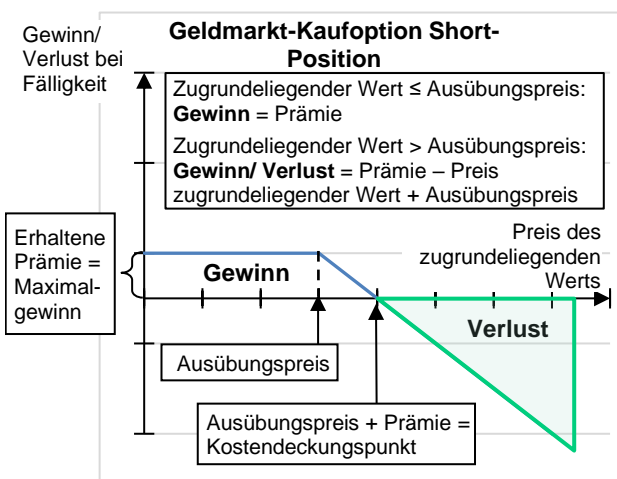 Gewinn/
Verlust bei
Fälligkeit
Geldmarkt-Kaufoption Short-
Position
Zugrundeliegender Wert ≤ Ausübungspreis:
Gewinn = Prämie
Zugrundeliegender Wert > Ausübungspreis:
Gewinn/ Verlust = Prämie – Preis
zugrundeliegender Wert + Ausübungspreis
Erhaltene
Prämie =
Maximal-
gewinn
Gewinn
Preis des
zugrundeliegenden
Werts
Verlust
Ausübungspreis
Ausübungspreis + Prämie =
Kostendeckungspunkt